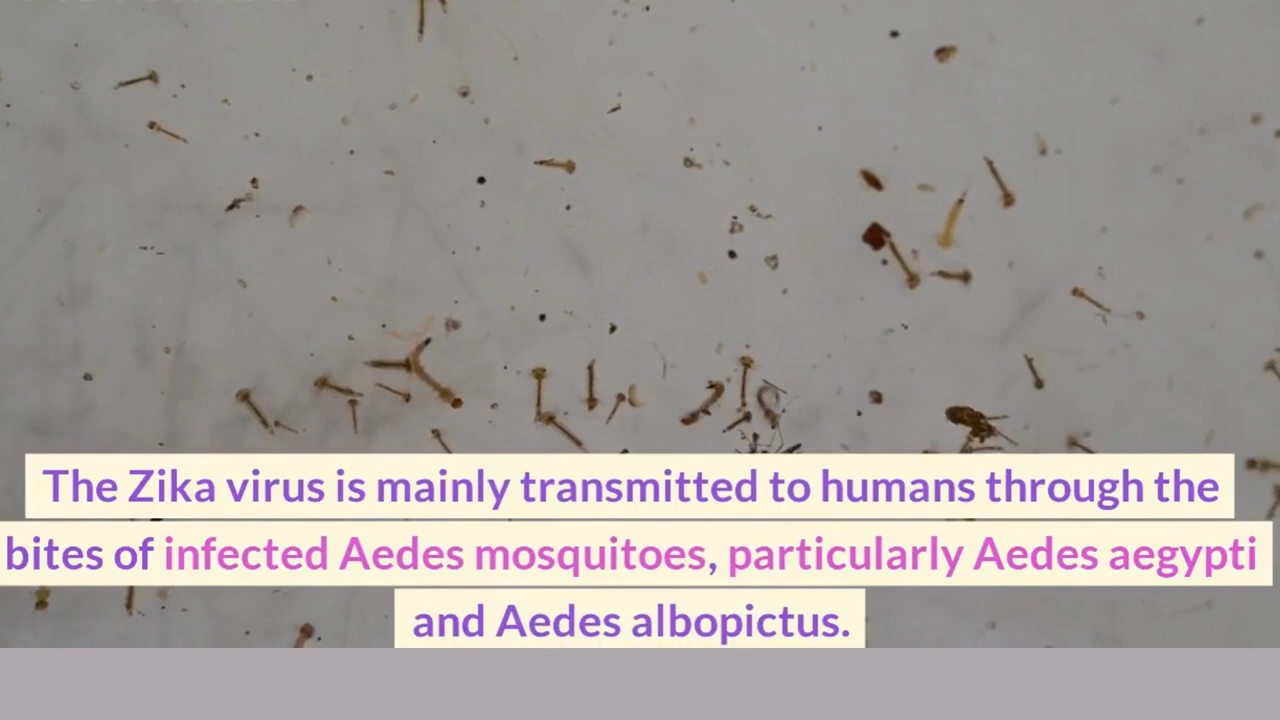 The Zika virus is mainly transmitted to humans through the
bites of infected Aedes mosquitoes, particularly Aedes aegypti
and Aedes albopictus.